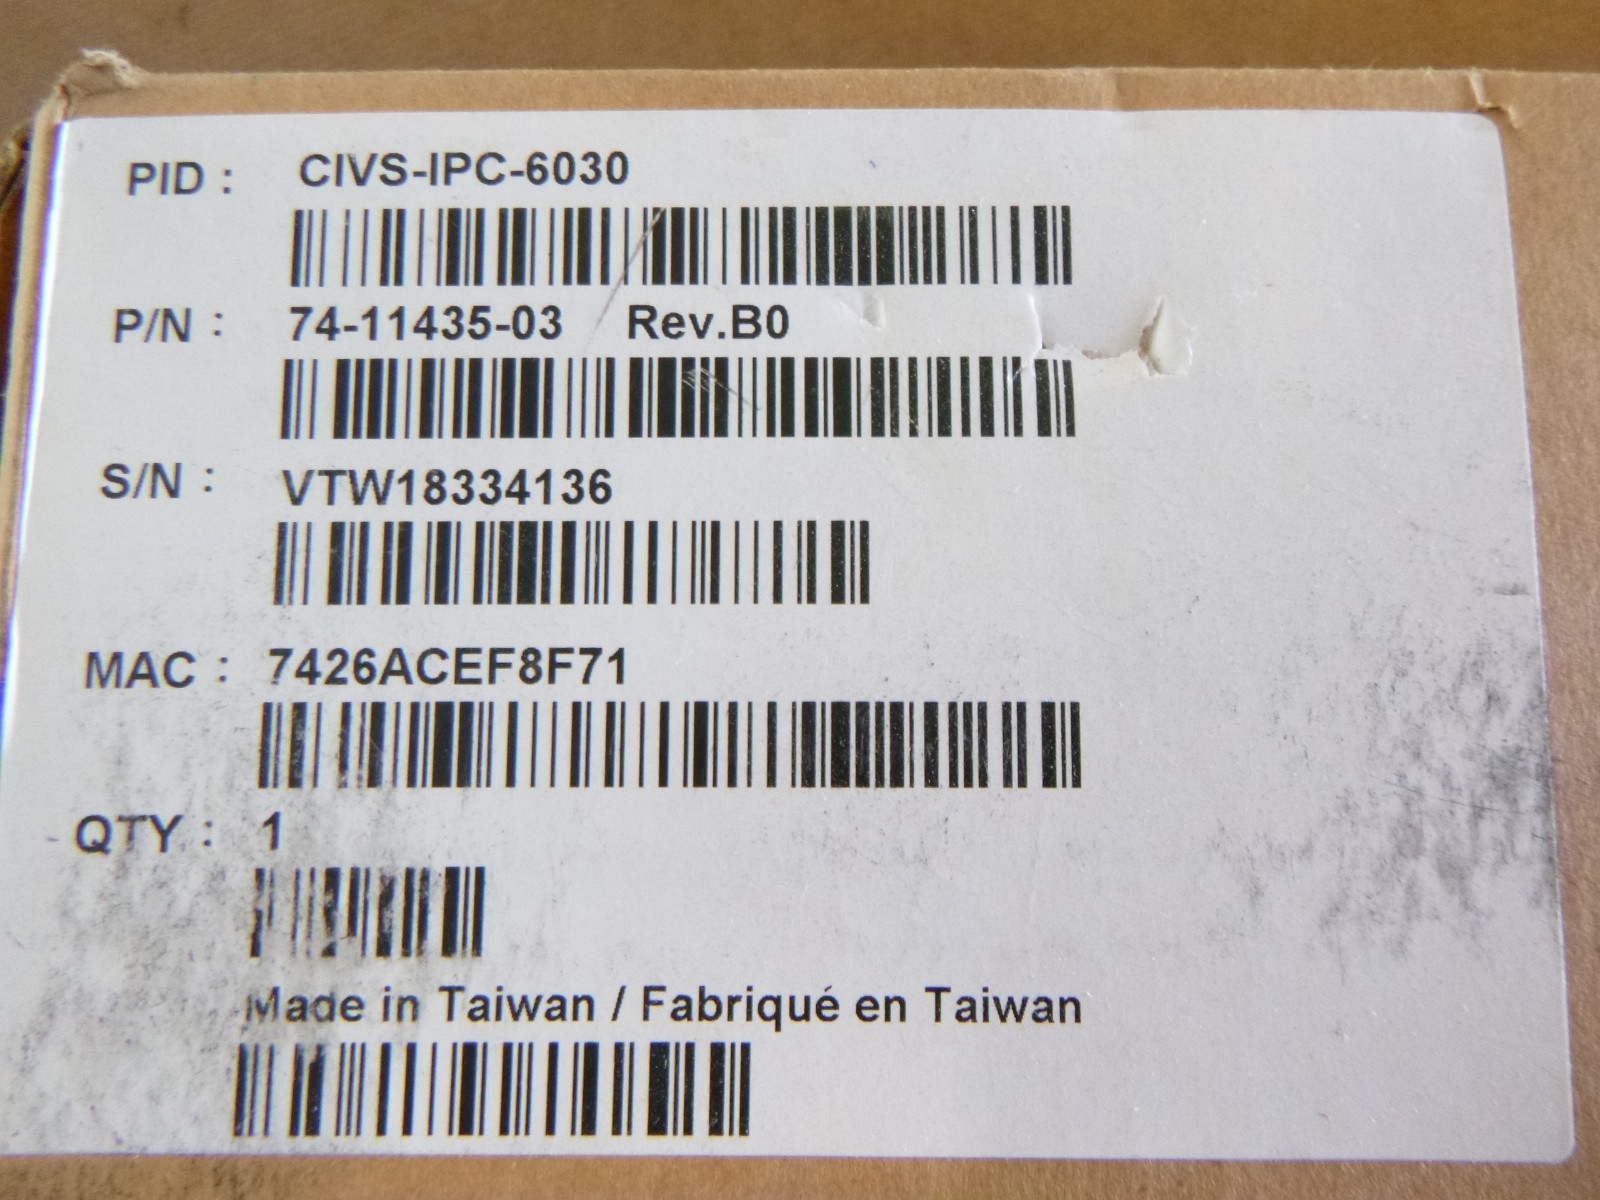 PID : CIVS-IPC-6030
P/N : 74-11435-03 Rev.B0
S/N : VTW18334136
MAC : 7426ACEF8F71
QTY : 1
Made in Taiwan / Fabriqué en Taiwan